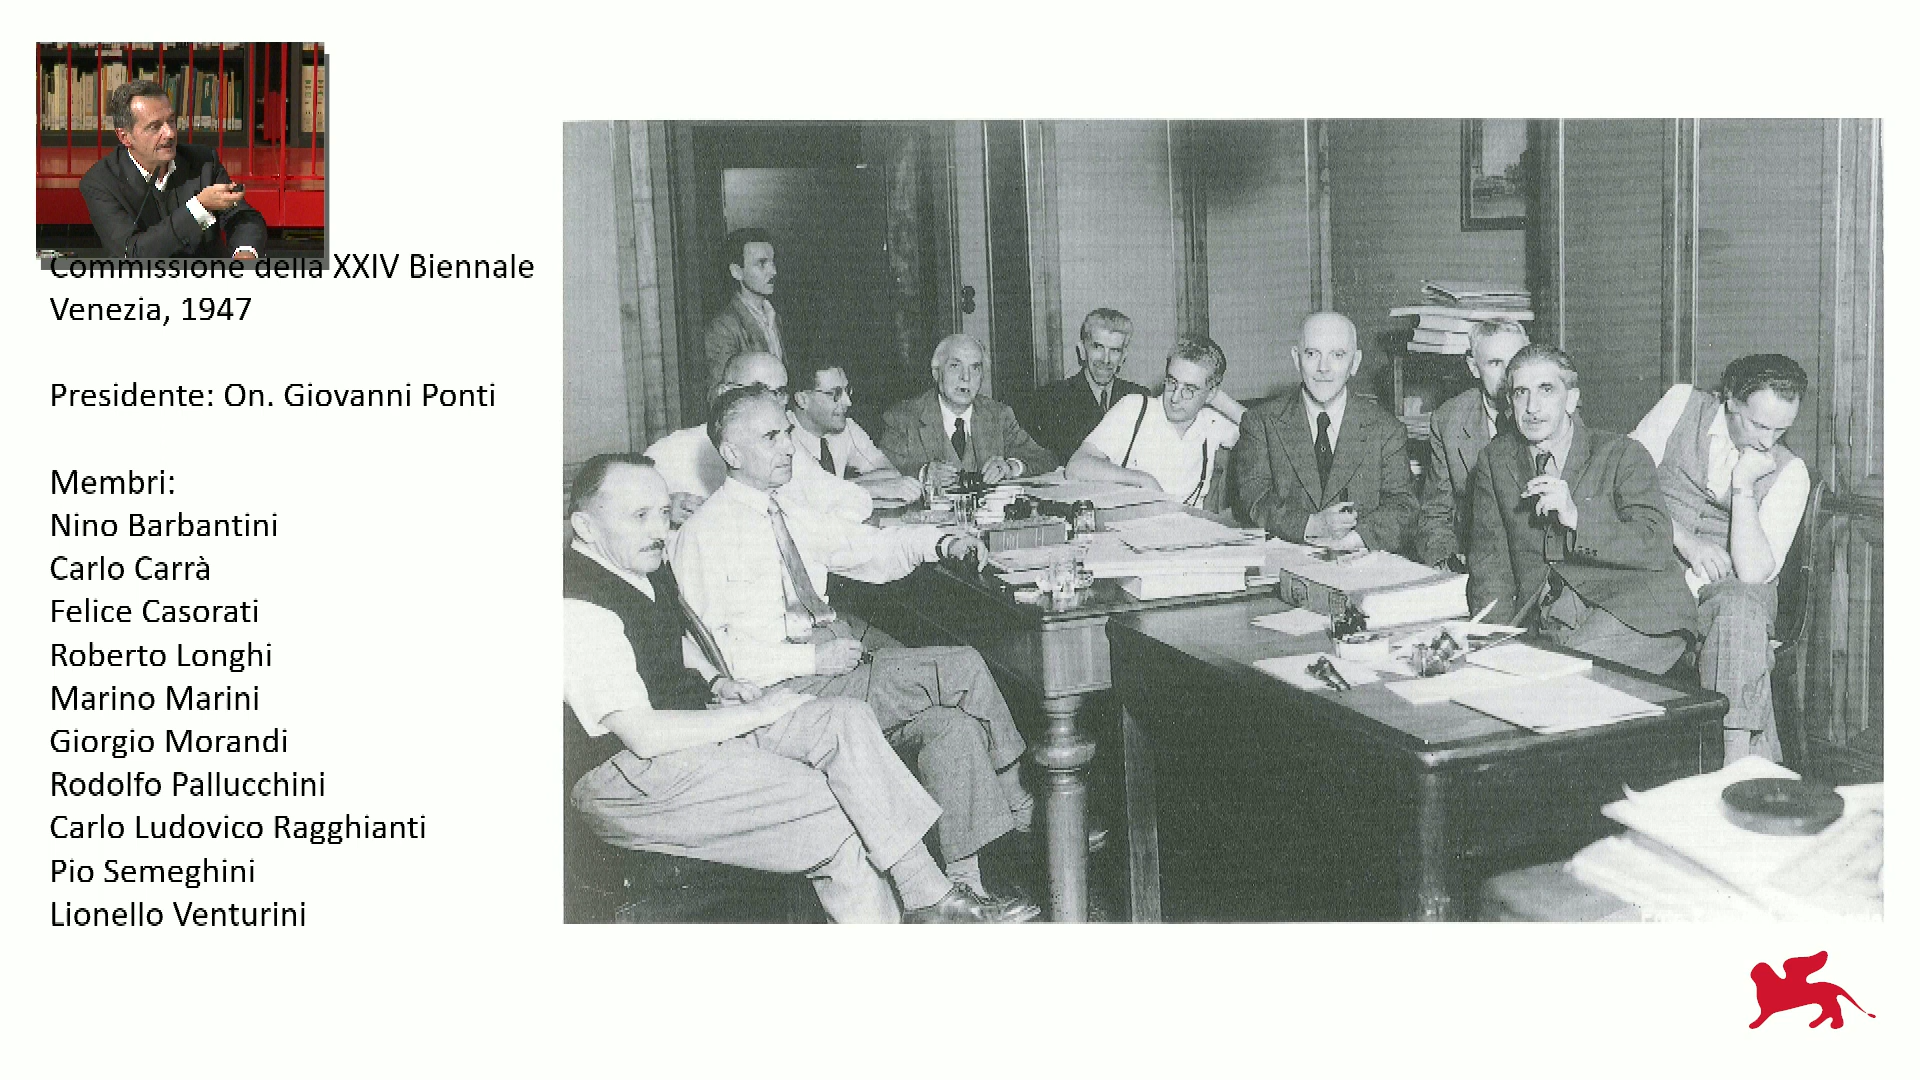 Commissione della XXIV Biennale
Venezia, 1947
Presidente: On. Giovanni Ponti
Membri:
Nino Barbantini
Carlo Carrà
Felice Casorati
Roberto Longhi
Marino Marini
Giorgio Morandi
Rodolfo Pallucchini
Carlo Ludovico Ragghianti
Pio Semeghini
Lionello Venturini